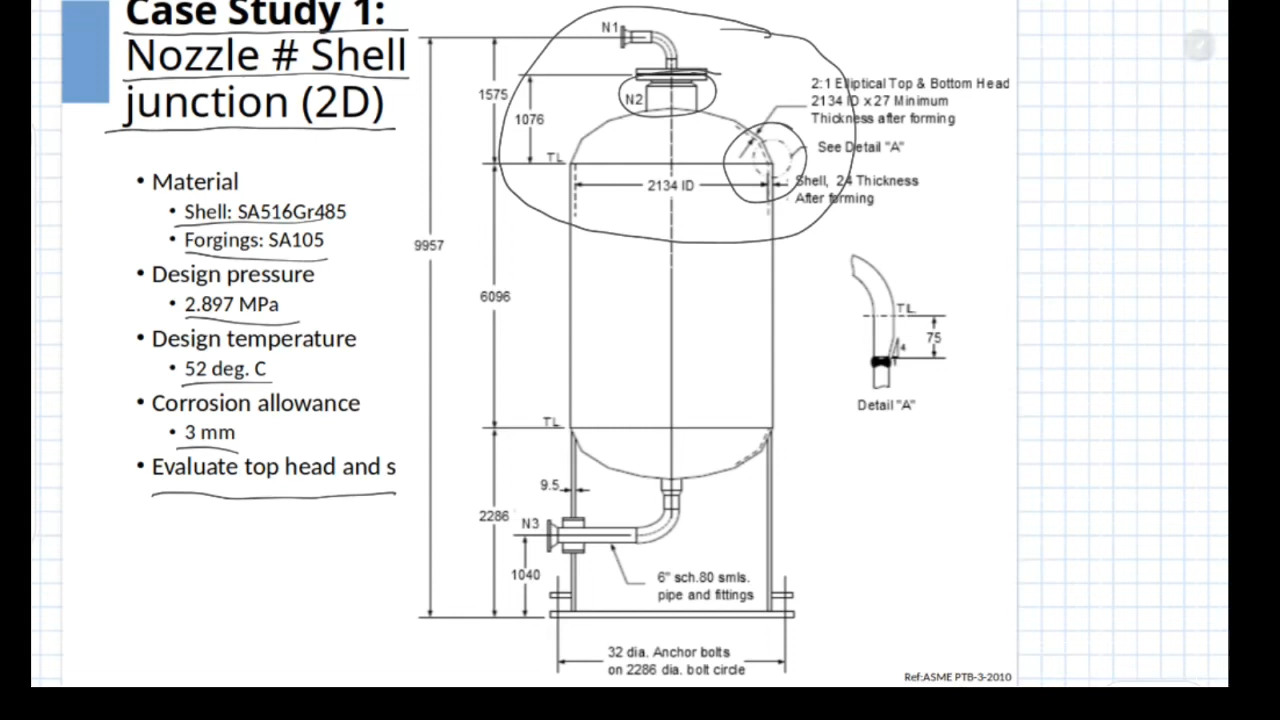 Case Study 1:
Nozzle # Shell
junction (2D)
• Material
• Shell: SA516Gr485
• Forgings: SA105
• Design pressure
• 2.897 MPa
• Design temperature
• 52 deg. C
• Corrosion allowance
• 3 mm
• Evaluate top head and s
N1
1575
1076
N2
2:1 Elliptical Top & Bottom Head
2134 ID x 27 Minimum
Thickness after forming
See Detail "A"
TL
2134 ID
Shell, 24 Thickness
After forming
9957
6096
TL
75
4
Detail "A"
TL
9.5
2286
N3
1040
6" sch.80 smls.
pipe and fittings
32 dia. Anchor bolts
on 2286 dia. bolt circle
Ref:ASME PTB-3-2010